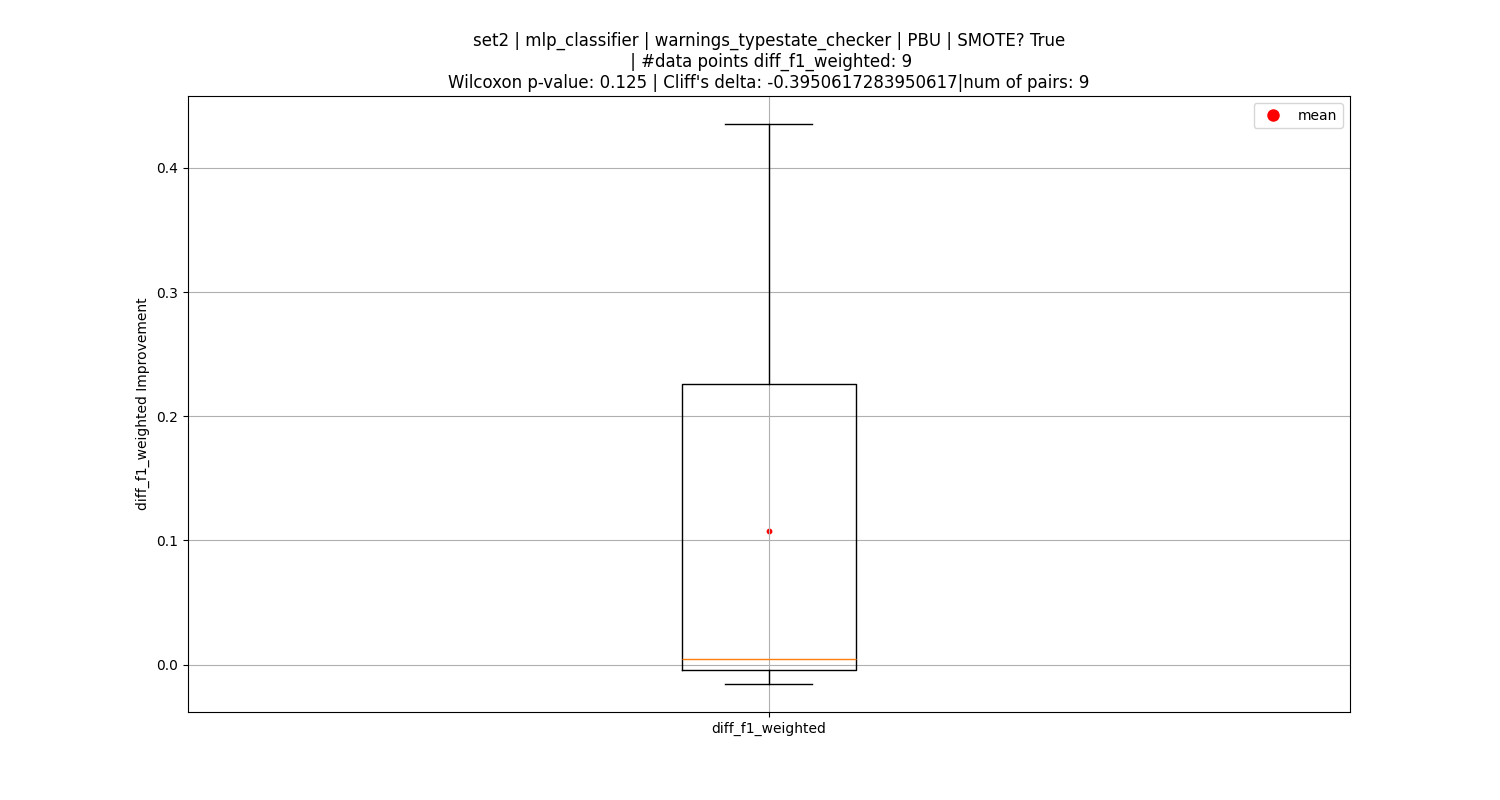 set2 | mlp_classifier | warnings_typestate_checker | PBU | SMOTE? True
| #data points diff_f1_weighted: 9
Wilcoxon p-value: 0.125 | Cliff's delta: -0.3950617283950617|num of pairs: 9
mean
0.4
0.3
0.2
0.1
0.0
diff_f1_weighted Improvement
diff_f1_weighted